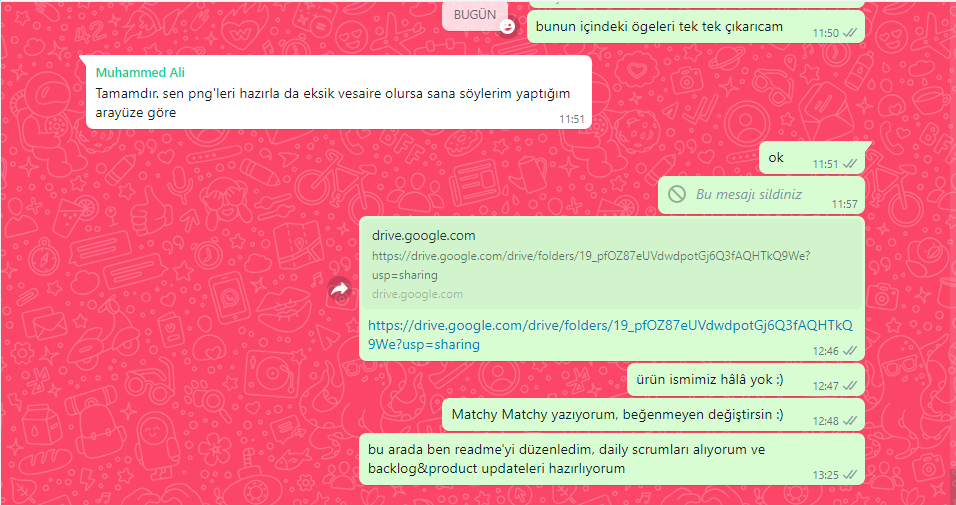 BUGÜN
bunun içindeki ögeleri tek tek çıkarıcam
11:50
Muhammed Ali
Tamamdır. sen png'leri hazırla da eksik vesaire olursa sana söylerim yaptığım
arayüze göre
11:51
ok
11:51
Bu mesajı sildiniz
11:57
drive.google.com
https://drive.google.com/drive/folders/19_pfOZ87eUVdwdpotGj6Q3fAQHTkQ9We?
usp=sharing
drive.google.com
https://drive.google.com/drive/folders/19_pfOZ87eUVdwdpotGj6Q3fAQHTkQ
9We?usp=sharing
12:46
ürün ismimiz hâlâ yok :)
12:47
Matchy Matchy yazıyorum, beğenmeyen değiştirsin :)
12:48
bu arada ben readme'yi düzenledim, daily scrumları alıyorum ve
backlog&product updateleri hazırlıyorum
13:25